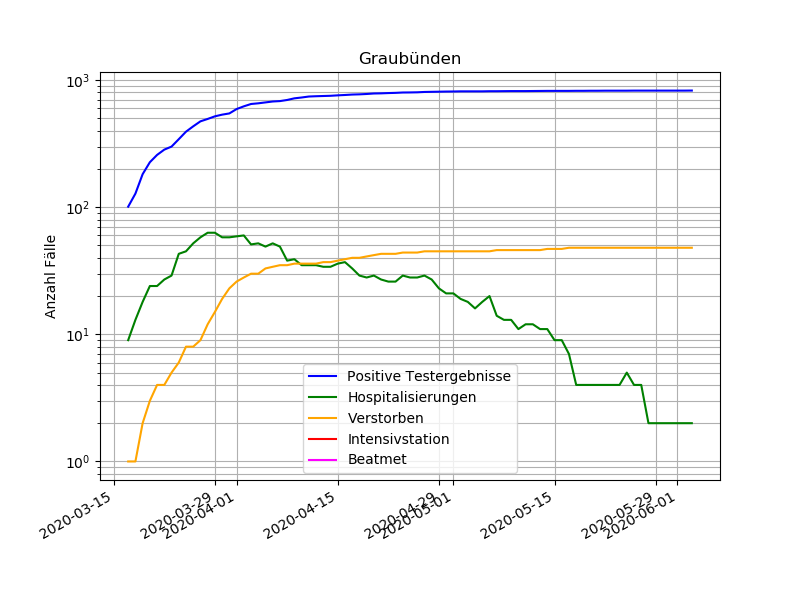 Graubünden
Anzahl Fälle
10³
10²
10¹
10⁰
Positive Testergebnisse
Hospitalisierungen
Verstorben
Intensivstation
Beatmet
2020-03-15
2020-03-29
2020-04-01
2020-04-15
2020-04-29
2020-05-01
2020-05-15
2020-05-29
2020-06-01